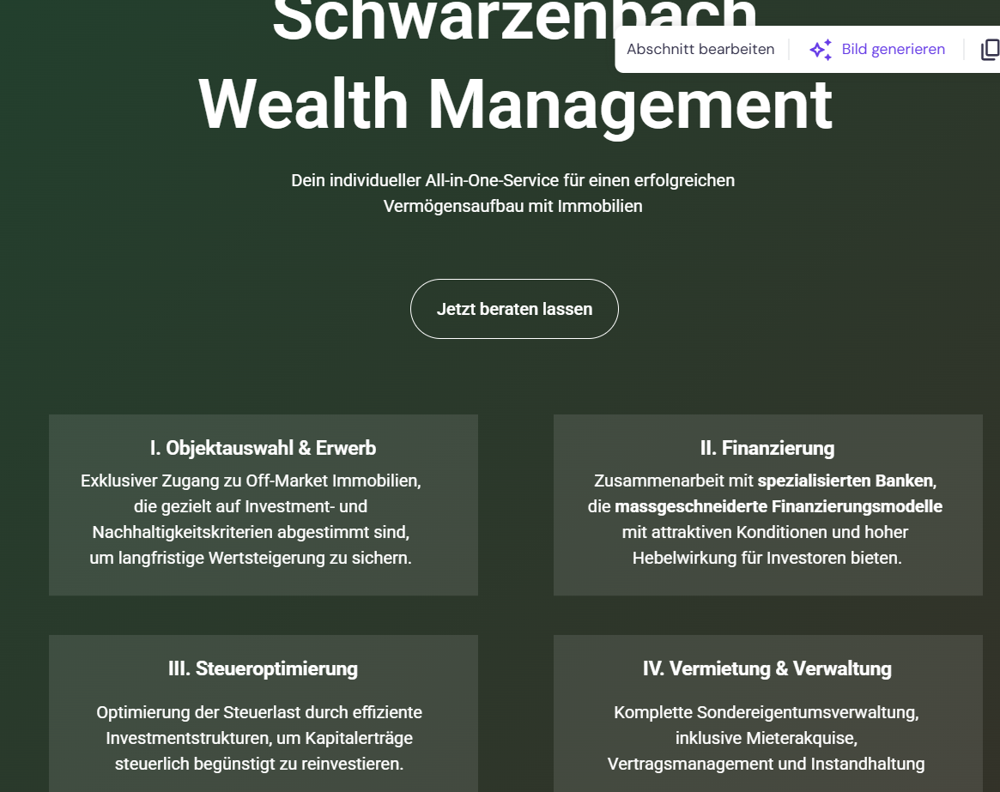 Schwarzenbach
Abschnitt bearbeiten
Bild generieren
Wealth Management
Dein individueller All-in-One-Service für einen erfolgreichen
Vermögensaufbau mit Immobilien
Jetzt beraten lassen
I. Objektauswahl & Erwerb
Exklusiver Zugang zu Off-Market Immobilien,
die gezielt auf Investment- und
Nachhaltigkeitskriterien abgestimmt sind,
um langfristige Wertsteigerung zu sichern.
II. Finanzierung
Zusammenarbeit mit spezialisierten Banken,
die massgeschneiderte Finanzierungsmodelle
mit attraktiven Konditionen und hoher
Hebelwirkung für Investoren bieten.
III. Steueroptimierung
Optimierung der Steuerlast durch effiziente
Investmentstrukturen, um Kapitalerträge
steuerlich begünstigt zu reinvestieren.
IV. Vermietung & Verwaltung
Komplette Sondereigentumsverwaltung,
inklusive Mieterakquise,
Vertragsmanagement und Instandhaltung